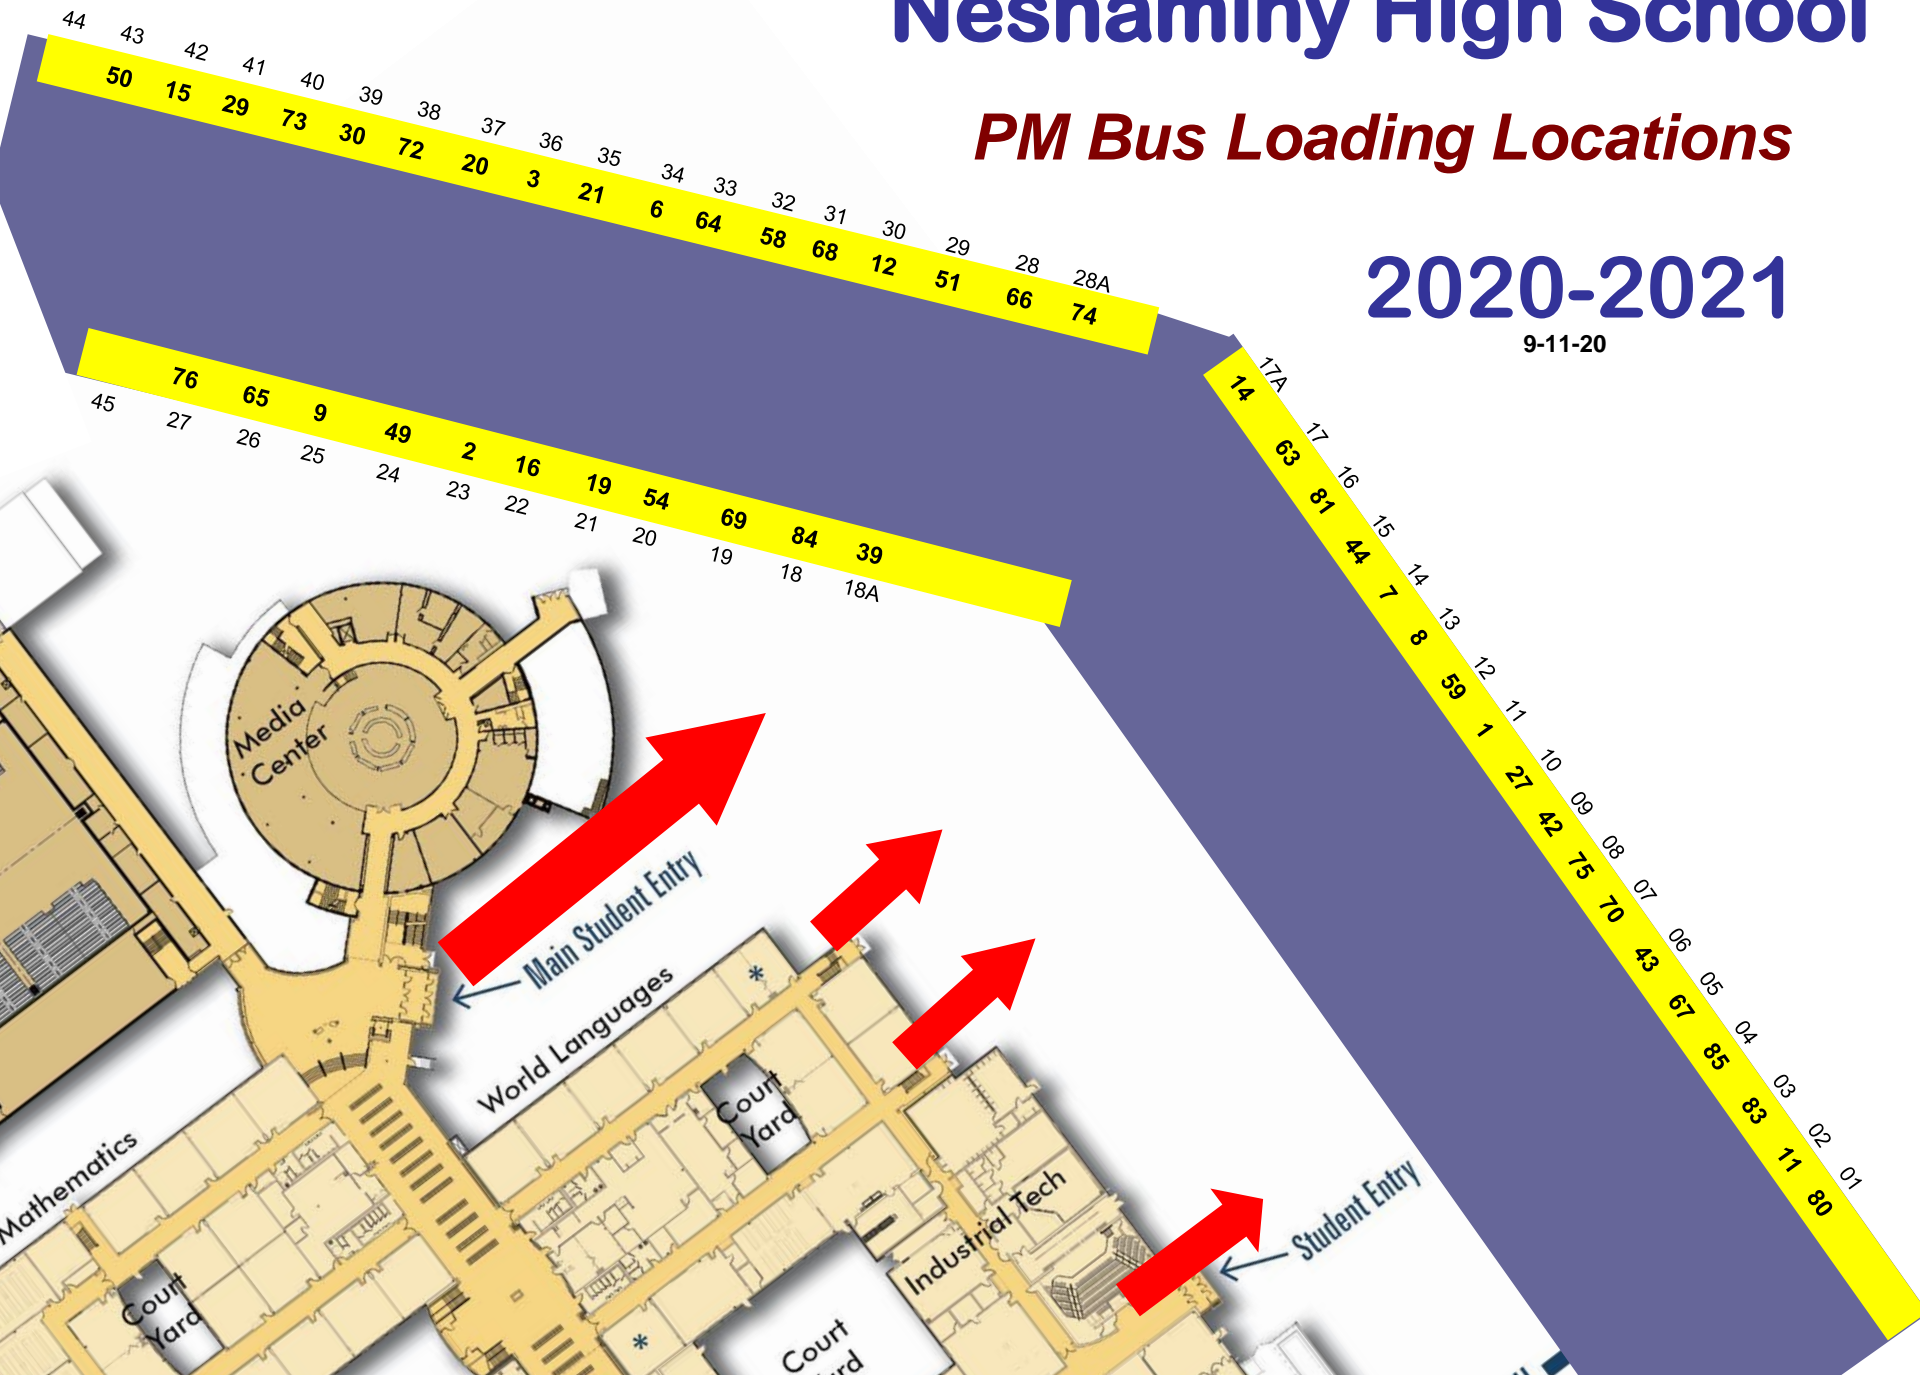 Neshaminy High School
PM Bus Loading Locations
2020-2021
9-11-20
44 43 42 41 40 39 38 37 36 35 34 33 32 31 30 29 28 28A
50 15 29 73 30 72 20 3 21 6 64 58 68 12 51 66 74
76 65 9 49 2 16 19 54 69 84 39
45 27 26 25 24 23 22 21 20 19 18 18A
17A 17 16 15 14 13 12 11 10 09 08 07 06 05 04 03 02 01
14 63 81 44 7 8 59 1 27 42 75 70 43 67 85 83 11 80
Media
Center
Main Student Entry
World Languages
*
Court
Yard
Mathematics
Industrial Tech
Student Entry
Court
Yard
*
Court